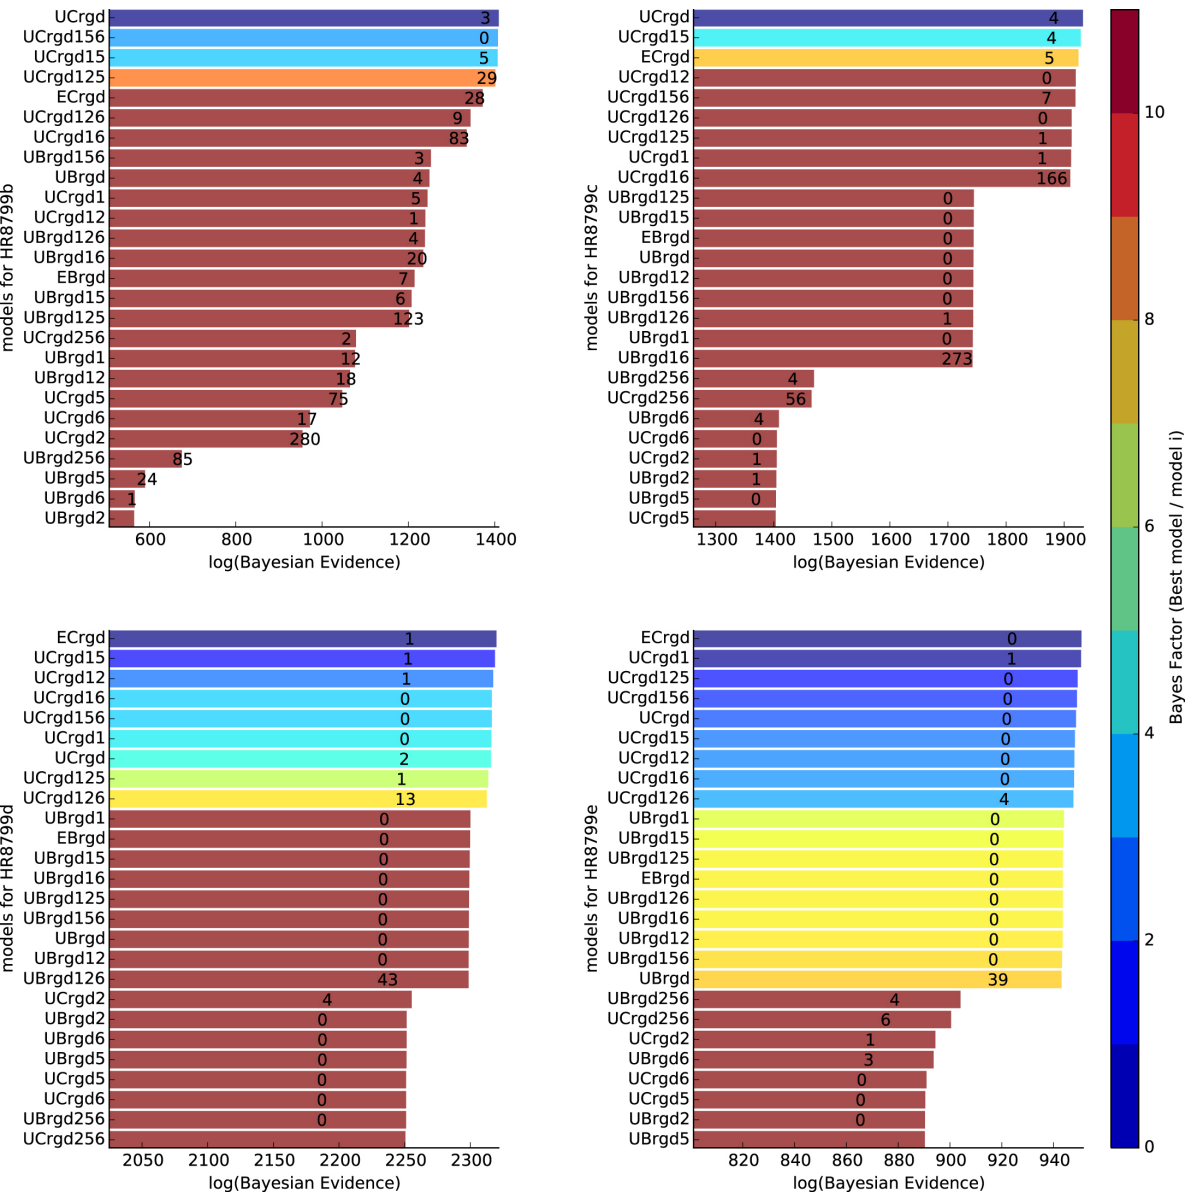 UCrgd 3
UCrgd156 0
UCrgd15 5
UCrgd125 29
ECrgd 28
UCrgd126 9
UCrgd16 83
UBrgd156 3
UBrgd 4
UCrgd1 5
UCrgd12 1
UBrgd126 4
UBrgd16 20
EBrgd 7
UBrgd15 6
UBrgd125 123
UCrgd256 2
UBrgd1 12
UBrgd12 18
UCrgd5 75
UCrgd6 17
UCrgd2 280
UBrgd256 85
UBrgd5 24
UBrgd6 1
UBrgd2
models for HR8799b
600 800 1000 1200 1400
log(Bayesian Evidence)
UCrgd 4
UCrgd15 4
ECrgd 5
UCrgd12 0
UCrgd156 7
UCrgd126 0
UCrgd125 1
UCrgd1 1
UCrgd16 166
UBrgd125 0
UBrgd15 0
EBrgd 0
UBrgd 0
UBrgd12 0
UBrgd156 0
UBrgd126 1
UBrgd1 0
UBrgd16 273
UBrgd256 4
UCrgd256 56
UBrgd6 4
UCrgd6 0
UCrgd2 1
UBrgd2 1
UBrgd5 0
UCrgd5
models for HR8799c
1300 1400 1500 1600 1700 1800 1900
log(Bayesian Evidence)
ECrgd 1
UCrgd15 1
UCrgd12 1
UCrgd16 0
UCrgd156 0
UCrgd1 0
UCrgd 2
UCrgd125 1
UCrgd126 13
UBrgd1 0
EBrgd 0
UBrgd15 0
UBrgd16 0
UBrgd125 0
UBrgd156 0
UBrgd 0
UBrgd12 0
UBrgd126 43
UCrgd2 4
UBrgd2 0
UBrgd6 0
UBrgd5 0
UCrgd5 0
UCrgd6 0
UBrgd256 0
UCrgd256
models for HR8799d
2050 2100 2150 2200 2250 2300
log(Bayesian Evidence)
ECrgd 0
UCrgd1 1
UCrgd125 0
UCrgd156 0
UCrgd 0
UCrgd15 0
UCrgd12 0
UCrgd16 0
UCrgd126 4
UBrgd1 0
UBrgd15 0
UBrgd125 0
EBrgd 0
UBrgd126 0
UBrgd16 0
UBrgd12 0
UBrgd156 0
UBrgd 39
UBrgd256 4
UCrgd256 6
UCrgd2 1
UBrgd6 3
UCrgd6 0
UCrgd5 0
UBrgd2 0
UBrgd5
models for HR8799e
820 840 860 880 900 920 940
log(Bayesian Evidence)
10
8
6
4
2
0
Bayes Factor (Best model / model i)